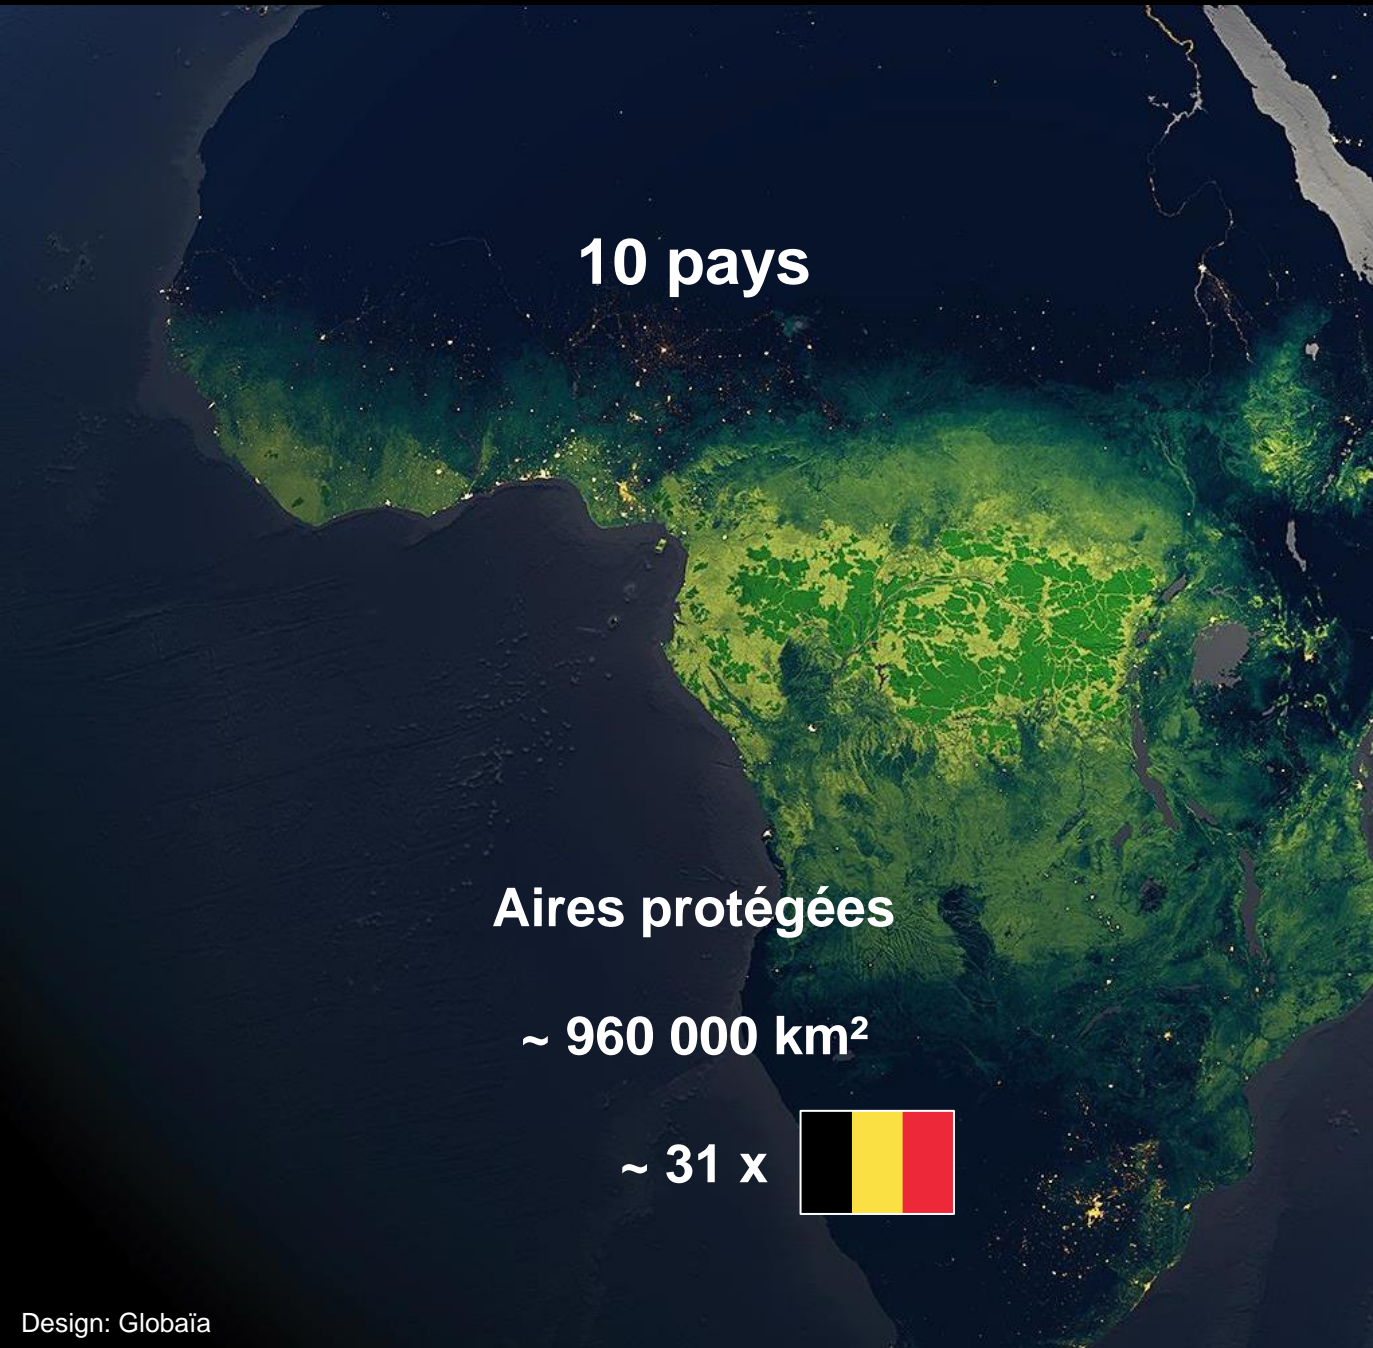 10 pays
Aires protégées
~ 960 000 km²
~ 31 x
Design: Globaïa